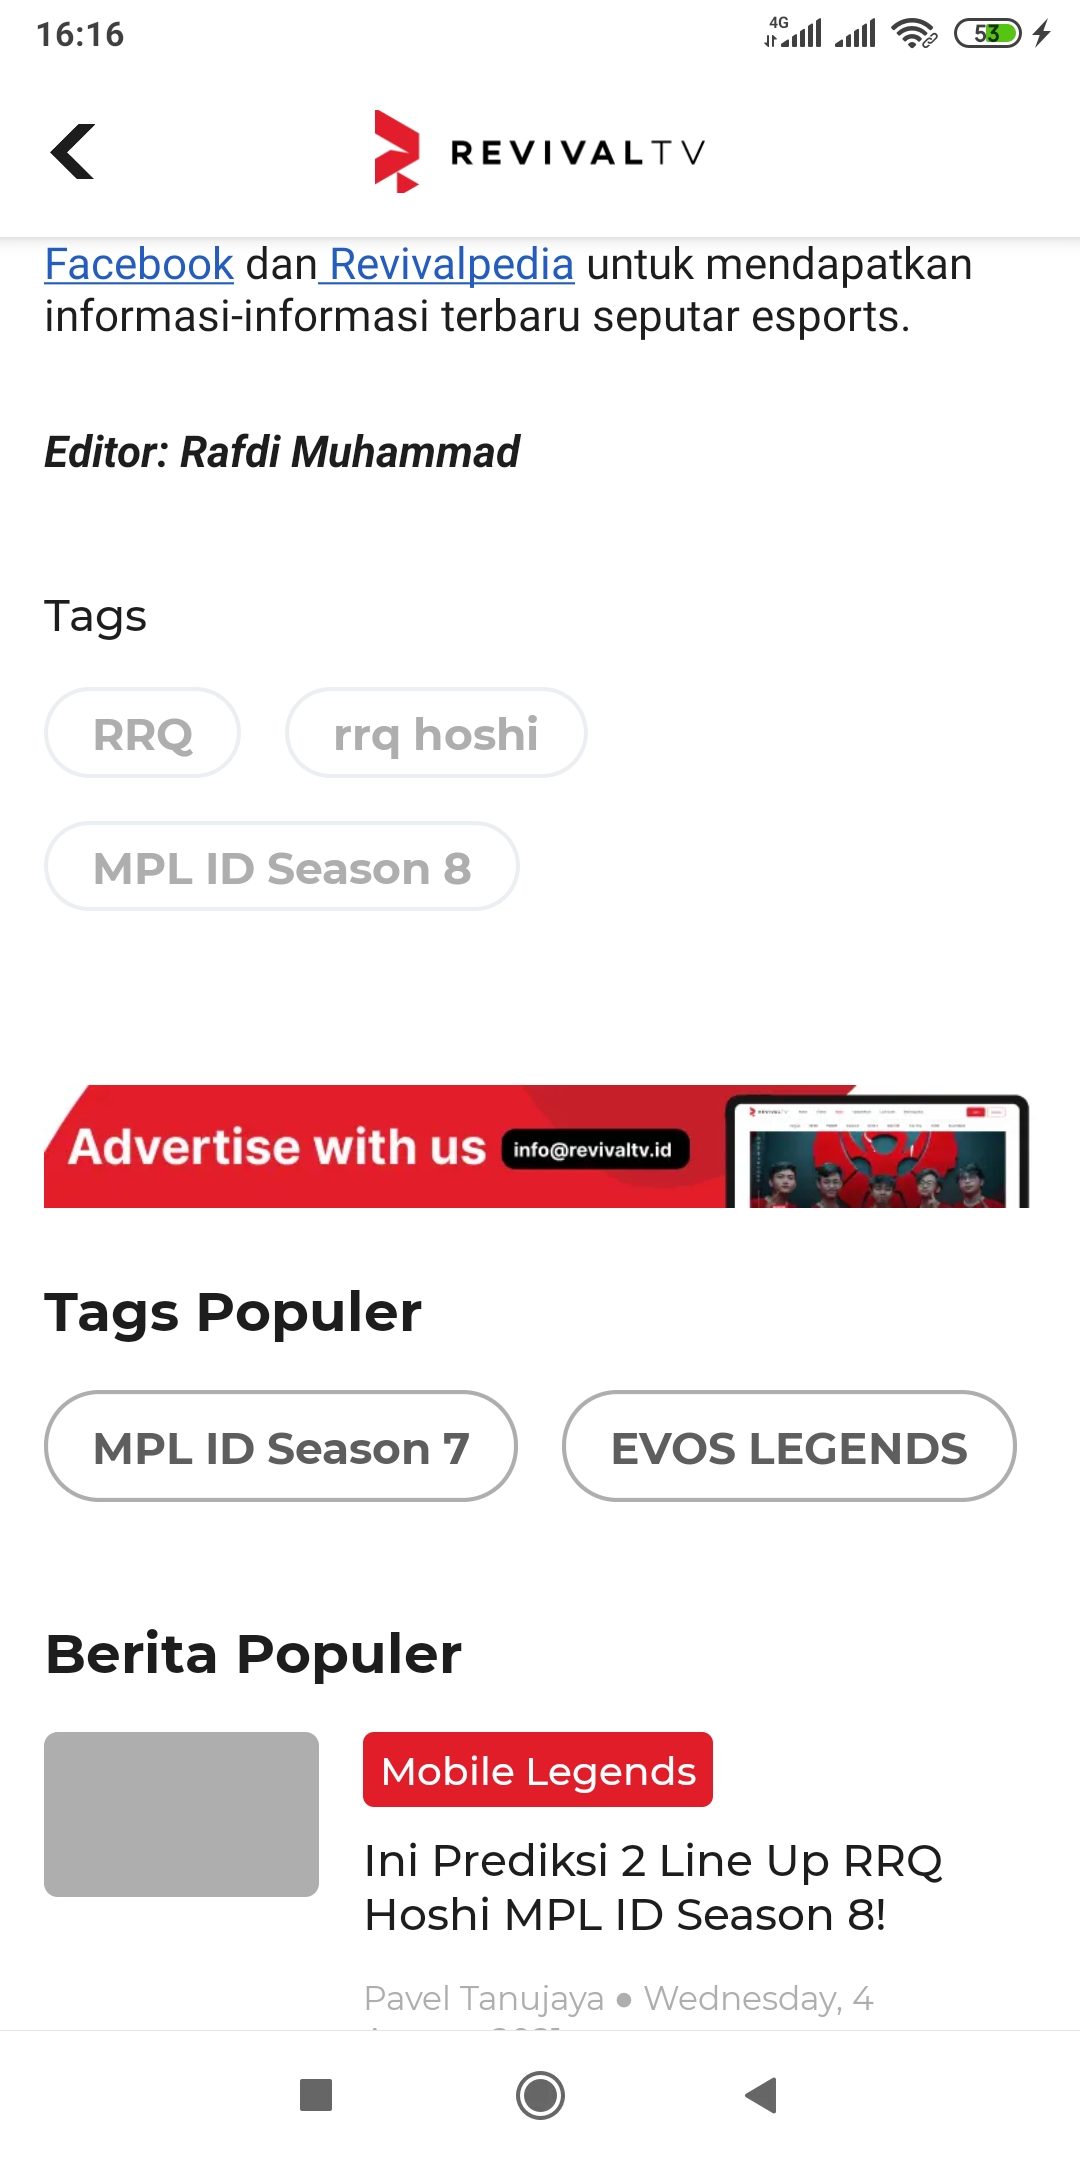 16:16
4G
53
REVIVALTV
Facebook dan Revivalpedia untuk mendapatkan
informasi-informasi terbaru seputar esports.
Editor: Rafdi Muhammad
Tags
RRQ
rrq hoshi
MPL ID Season 8
Advertise with us info@revivaltv.id
Tags Populer
MPL ID Season 7
EVOS LEGENDS
Berita Populer
Mobile Legends
Ini Prediksi 2 Line Up RRQ
Hoshi MPL ID Season 8!
Pavel Tanujaya ● Wednesday, 4